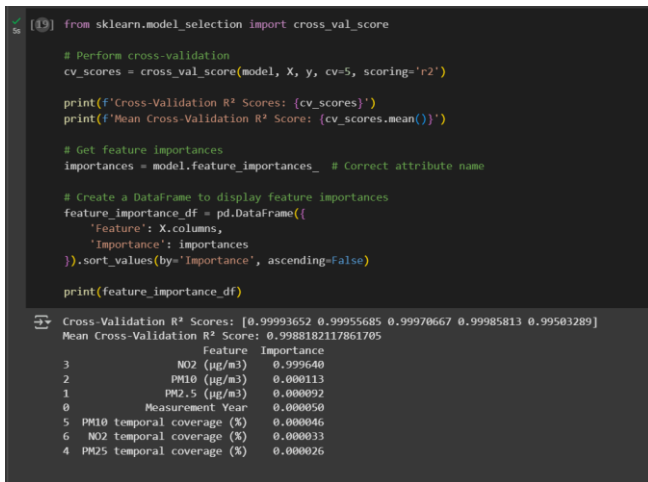 [19] from sklearn.model_selection import cross_val_score
5s
# Perform cross-validation
cv_scores = cross_val_score(model, X, y, cv=5, scoring='r2')
print(f'Cross-Validation R² Scores: {cv_scores}')
print(f'Mean Cross-Validation R² Score: {cv_scores.mean()}')
# Get feature importances
importances = model.feature_importances_  # Correct attribute name
# Create a DataFrame to display feature importances
feature_importance_df = pd.DataFrame({
    'Feature': X.columns,
    'Importance': importances
}).sort_values(by='Importance', ascending=False)
print(feature_importance_df)
Cross-Validation R² Scores: [0.99993652 0.99955685 0.99970667 0.99985813 0.99503289]
Mean Cross-Validation R² Score: 0.9988182117861705
Feature  Importance
3  NO2 (μg/m3)  0.999640
2  PM10 (μg/m3)  0.000113
1  PM2.5 (μg/m3)  0.000092
0  Measurement Year  0.000050
5  PM10 temporal coverage (%)  0.000046
6  NO2 temporal coverage (%)  0.000033
4  PM25 temporal coverage (%)  0.000026